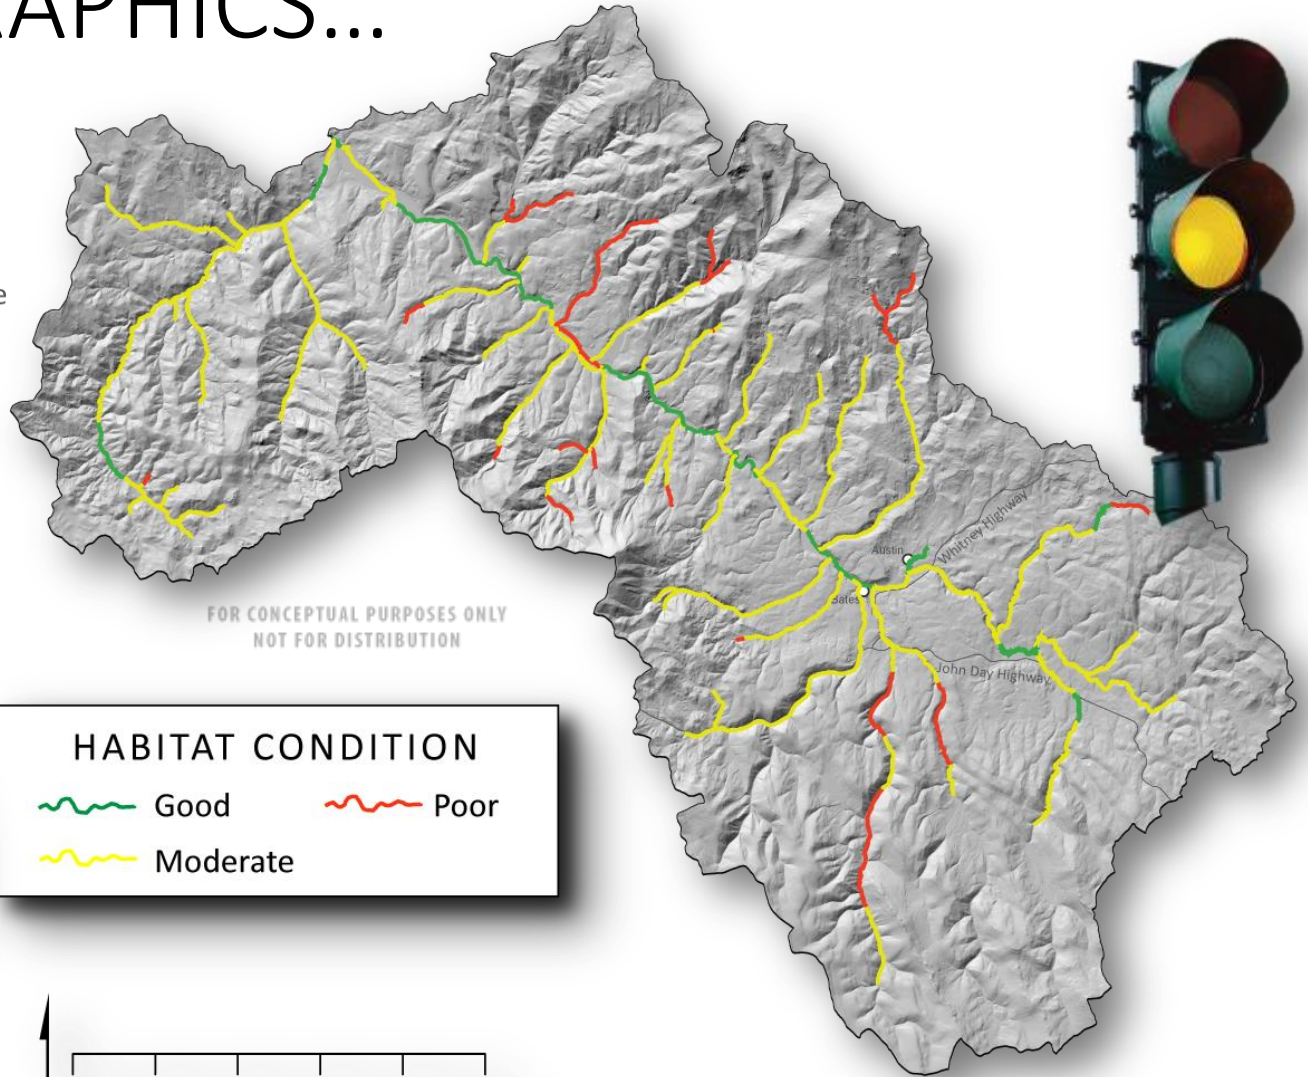 APHICS...
e
Whitney Highway
Austin
Bates
FOR CONCEPTUAL PURPOSES ONLY
NOT FOR DISTRIBUTION
John Day Highway
HABITAT CONDITION
Good Poor
Moderate